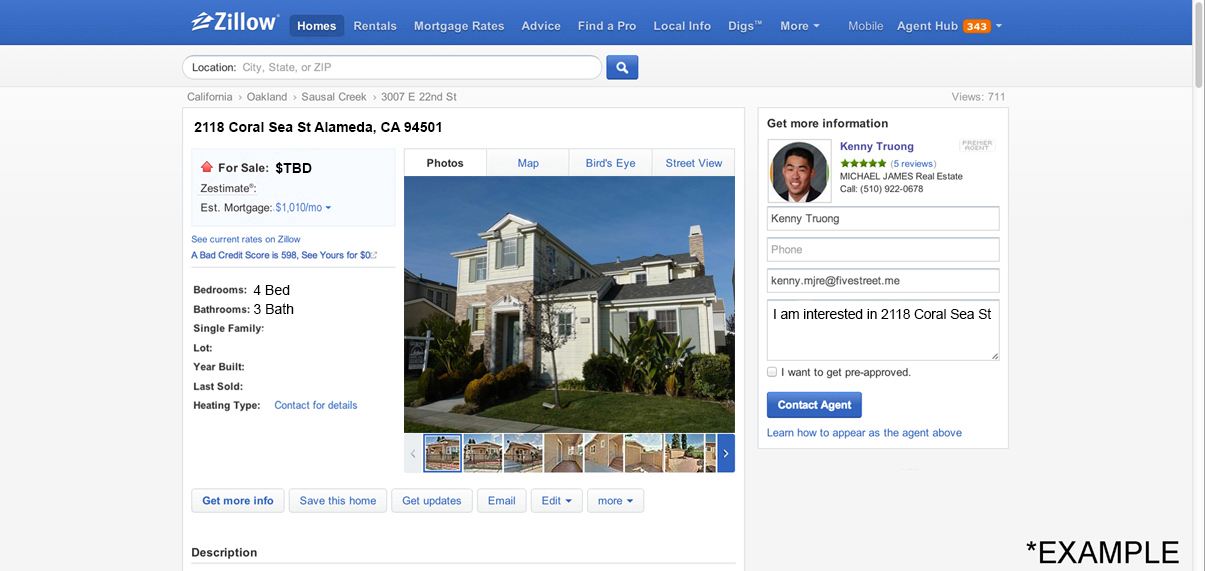 Zillow
Homes
Rentals
Mortgage Rates
Advice
Find a Pro
Local Info
Digs™
More
Mobile
Agent Hub 343
Location: City, State, or ZIP
California › Oakland › Sausal Creek › 3007 E 22nd St
Views: 711
2118 Coral Sea St Alameda, CA 94501
For Sale: $TBD
Zestimate®:
Est. Mortgage: $1,010/mo
See current rates on Zillow
A Bad Credit Score is 598, See Yours for $0
Bedrooms: 4 Bed
Bathrooms: 3 Bath
Single Family:
Lot:
Year Built:
Last Sold:
Heating Type: Contact for details
Photos
Map
Bird's Eye
Street View
Get more info
Save this home
Get updates
Email
Edit
more
Description
Get more information
Kenny Truong
PREMIER
AGENT
(5 reviews)
MICHAEL JAMES Real Estate
Call: (510) 922-0678
Kenny Truong
Phone
kenny.mjre@fivestreet.me
I am interested in 2118 Coral Sea St
I want to get pre-approved.
Contact Agent
Learn how to appear as the agent above
*EXAMPLE